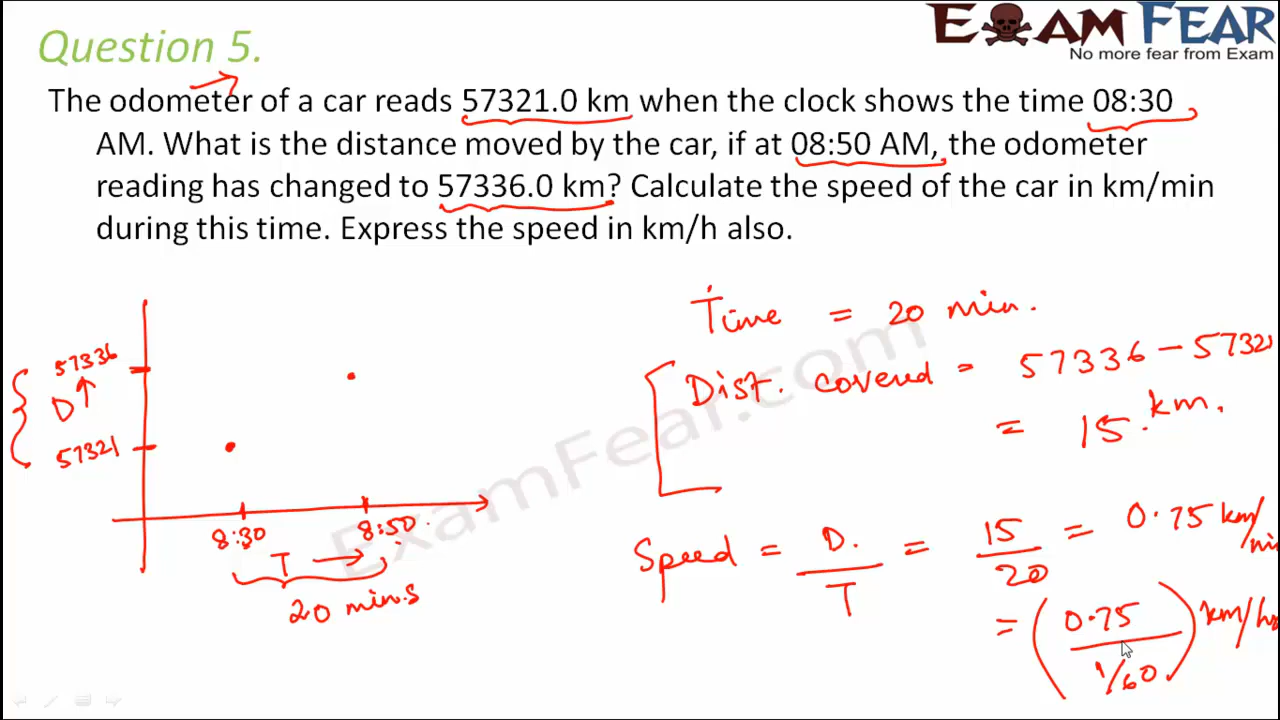 Question 5.
EXAM FEAR
No more fear from Exam
The odometer of a car reads 57321.0 km when the clock shows the time 08:30
AM. What is the distance moved by the car, if at 08:50 AM, the odometer
reading has changed to 57336.0 km? Calculate the speed of the car in km/min
during this time. Express the speed in km/h also.
Time = 20 min.
Dist. covered = 57336 - 57321
= 15 km.
57336
D
57321
8:30
8:50
T
20 mins
ExamFear.com
Speed = D. / T = 15 / 20 = 0.75 km/min
= (0.75 / 1/60) km/hr